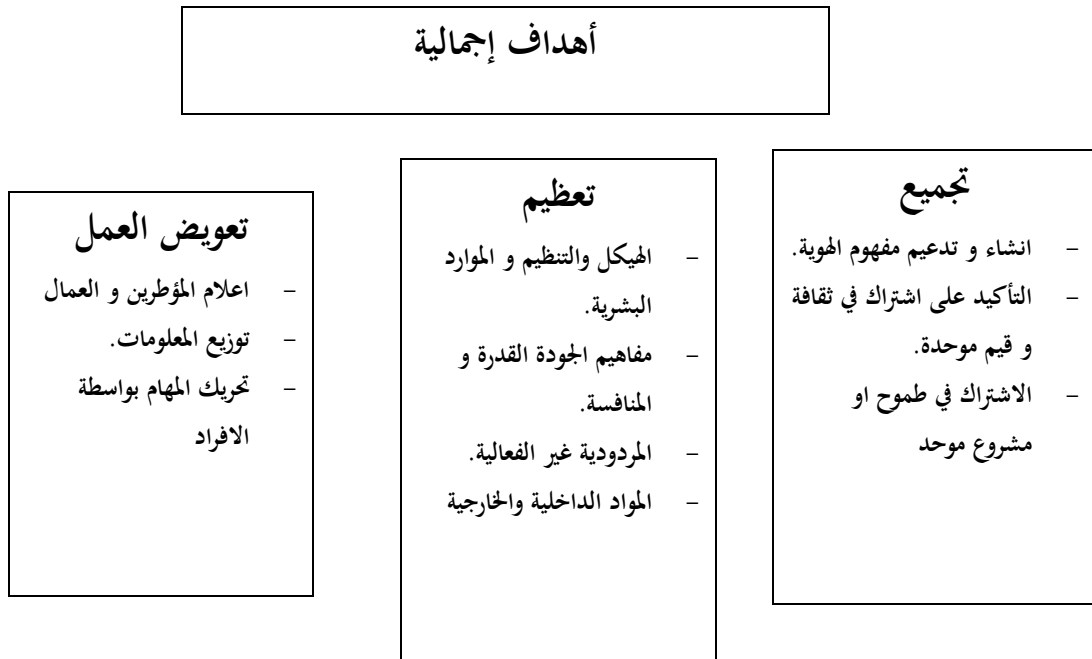 أهداف إجمالية
تجميع
- انشاء و تدعيم مفهوم الهوية.
- التأكيد على اشتراك في ثقافة
و قيم موحدة.
- الاشتراك في طموح او
مشروع موحد
تعظيم
- الهيكل والتنظيم و الموارد
البشرية.
- مفاهيم الجودة القدرة و
المنافسة.
- المردودية غير الفعالية.
- المواد الداخلية والخارجية
تعويض العمل
- اعلام المؤطرين و العمال
- توزيع المعلومات.
- تحريك المهام بواسطة
الافراد